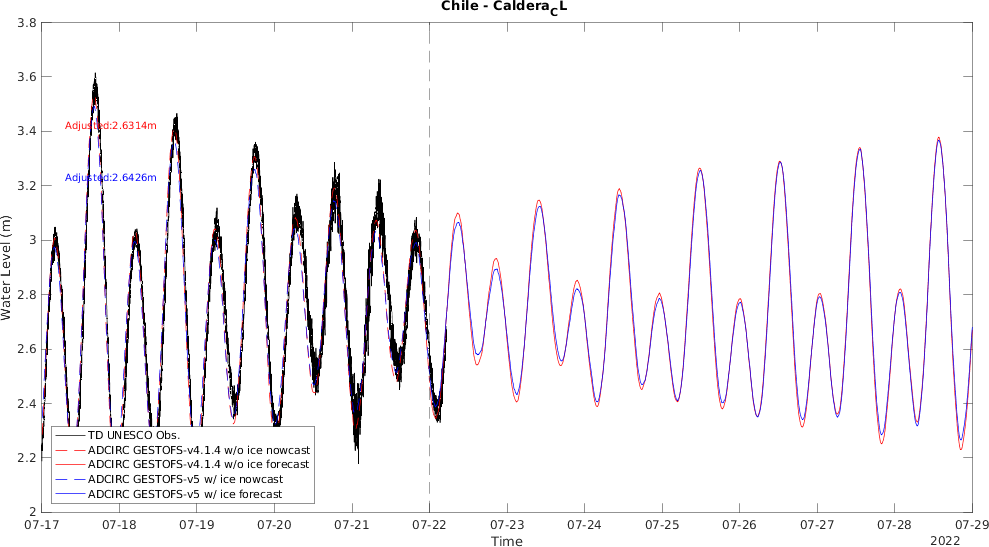 Chile - Caldera_CL
3.8
3.6
3.4
3.2
3
2.8
2.6
2.4
2.2
2
Water Level (m)
Adjusted:2.6314m
Adjusted:2.6426m
TD UNESCO Obs.
ADCIRC GESTOFS-v4.1.4 w/o ice nowcast
ADCIRC GESTOFS-v4.1.4 w/o ice forecast
ADCIRC GESTOFS-v5 w/ ice nowcast
ADCIRC GESTOFS-v5 w/ ice forecast
07-17 07-18 07-19 07-20 07-21 07-22 07-23 07-24 07-25 07-26 07-27 07-28 07-29
Time
2022